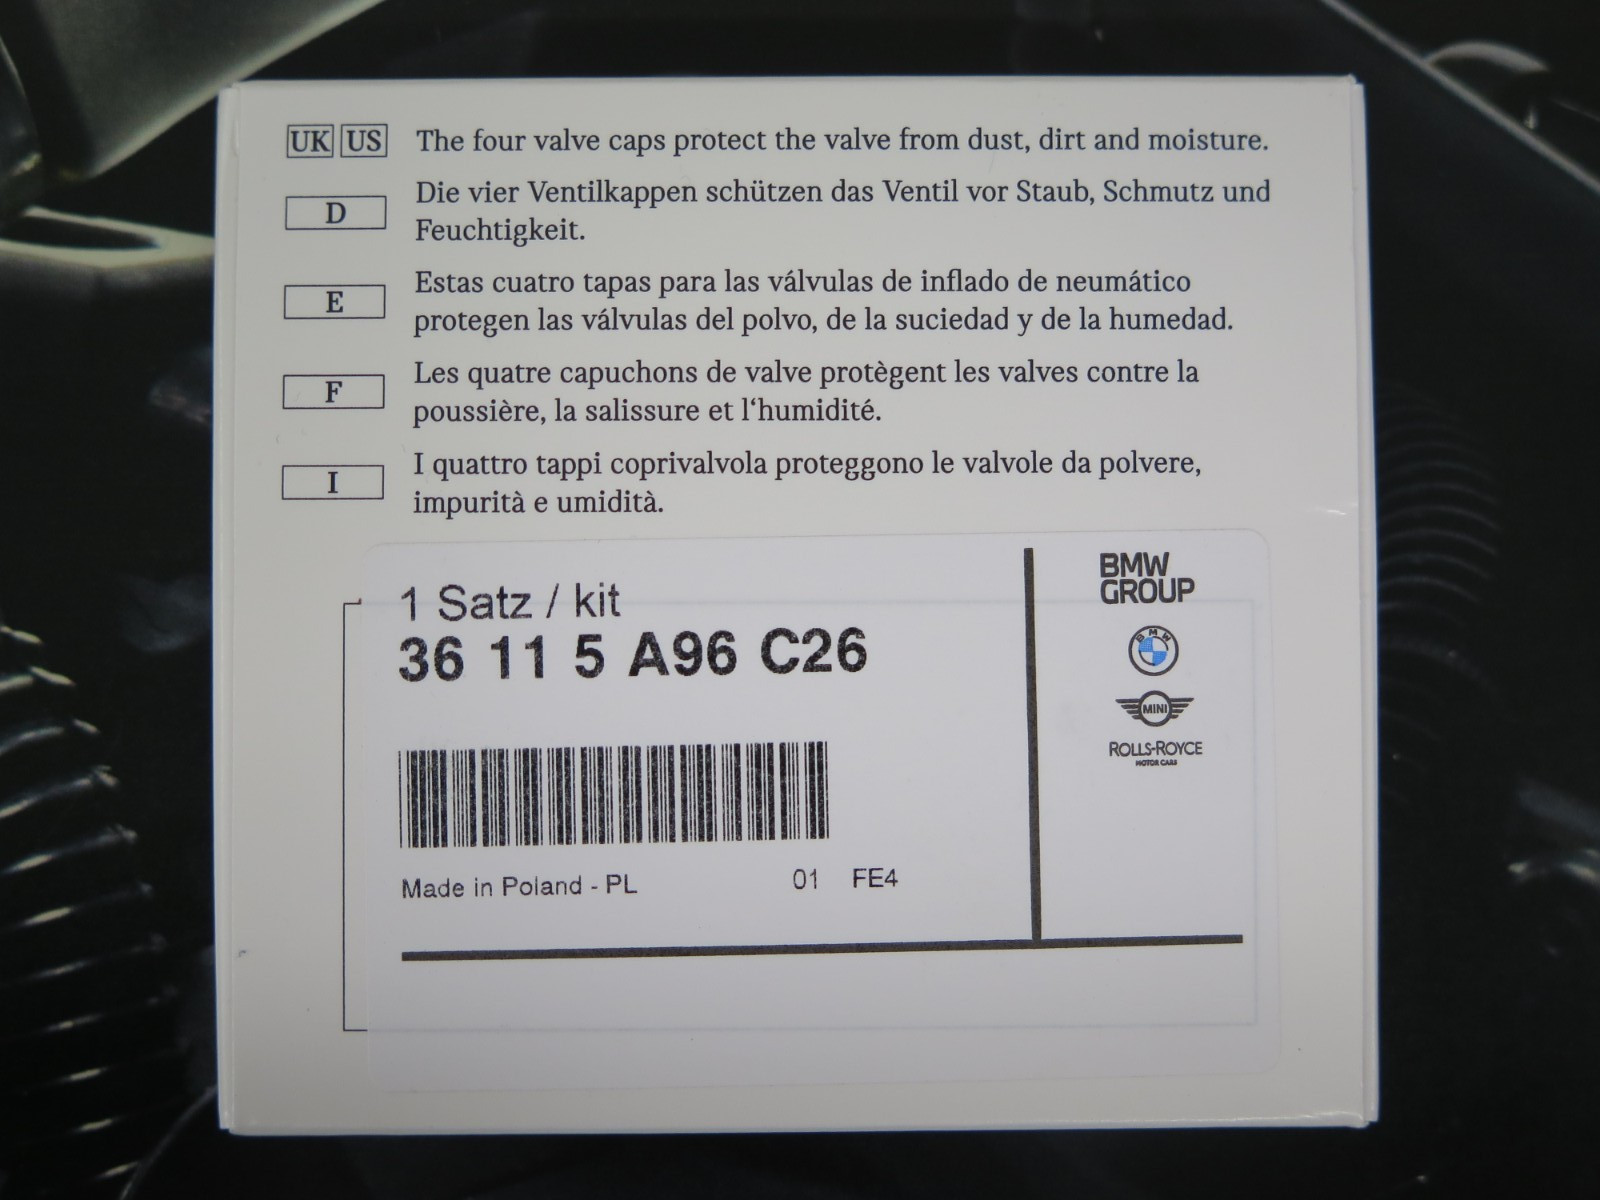 UK US The four valve caps protect the valve from dust, dirt and moisture.
D Die vier Ventilkappen schützen das Ventil vor Staub, Schmutz und
Feuchtigkeit.
E Estas cuatro tapas para las válvulas de inflado de neumático
protegen las válvulas del polvo, de la suciedad y de la humedad.
F Les quatre capuchons de valve protègent les valves contre la
poussière, la salissure et l‘humidité.
I I quattro tappi coprivalvola proteggono le valvole da polvere,
impurità e umidità.
1 Satz / kit
36 11 5 A96 C26
Made in Poland - PL 01 FE4
BMW
GROUP
BMW
MINI
ROLLS-ROYCE
MOTOR CARS